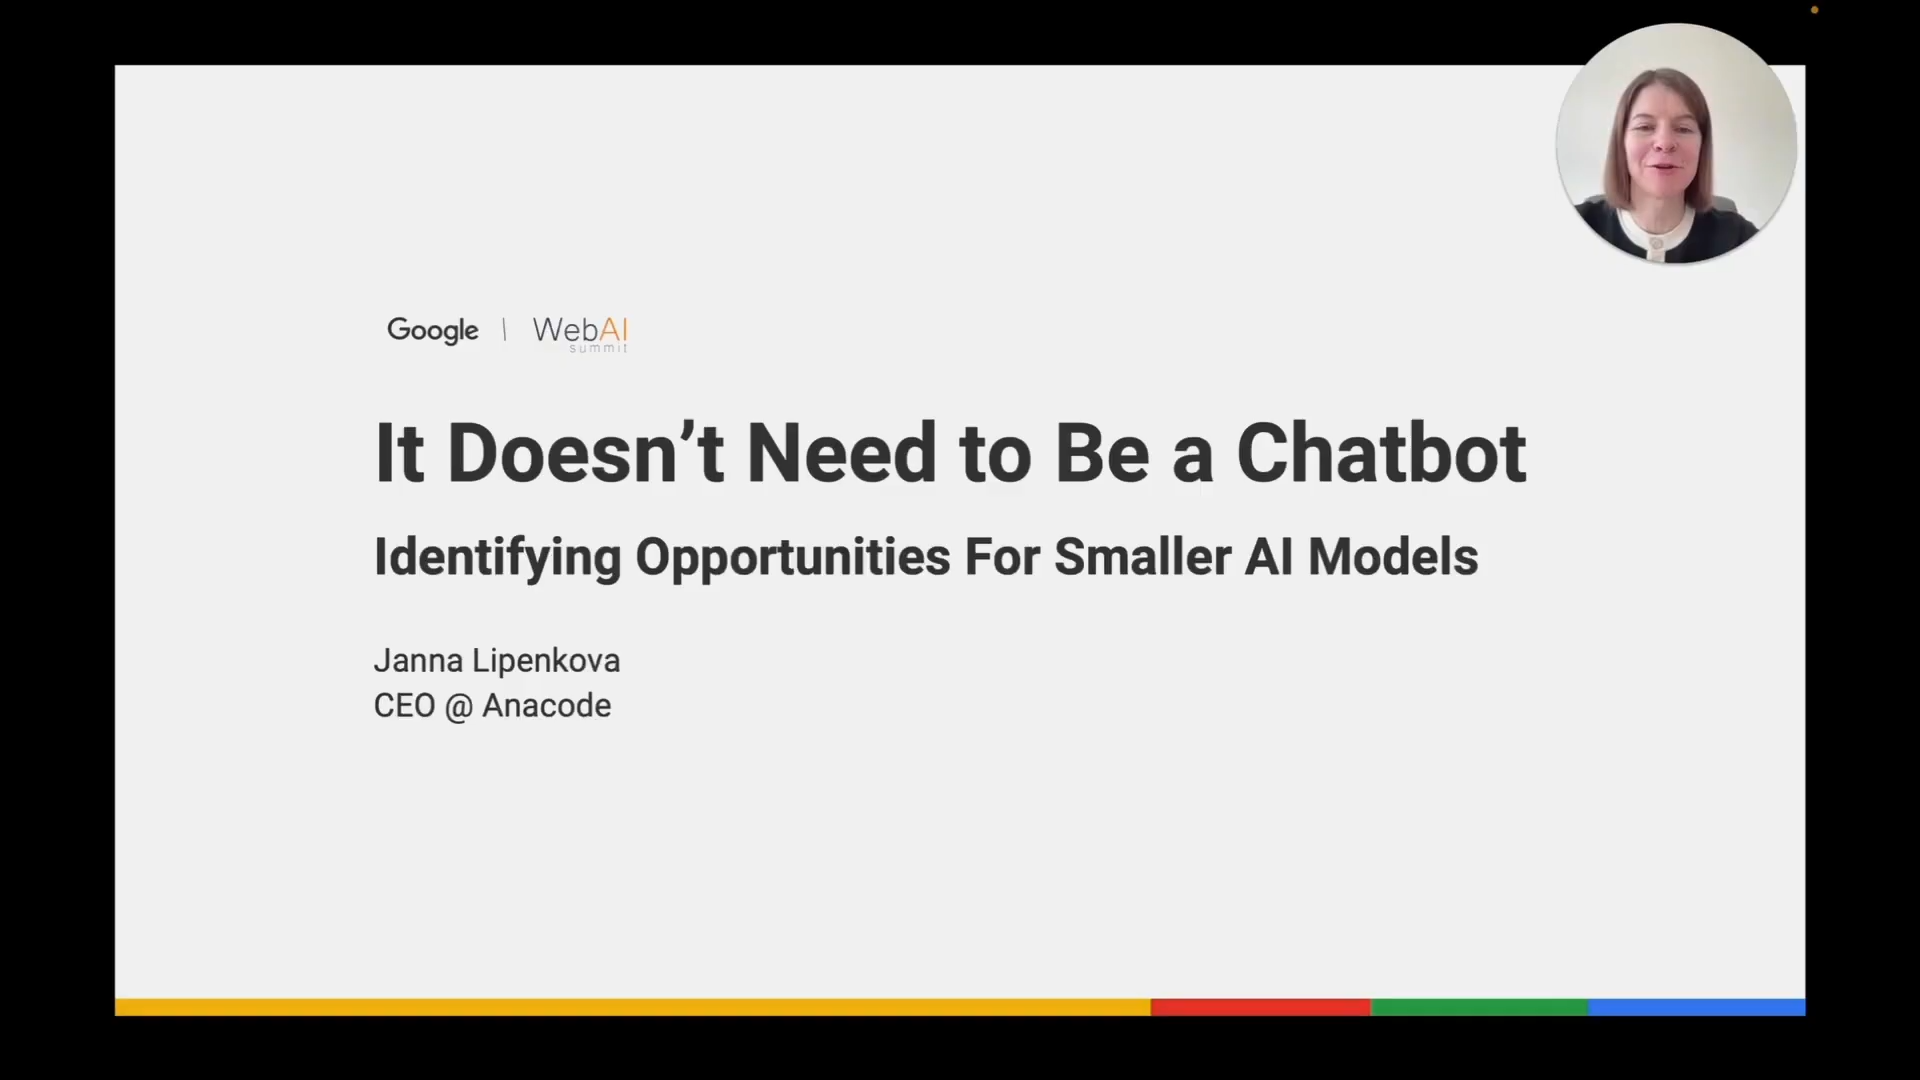 Google | WebAI
summit
It Doesn’t Need to Be a Chatbot
Identifying Opportunities For Smaller AI Models
Janna Lipenkova
CEO @ Anacode